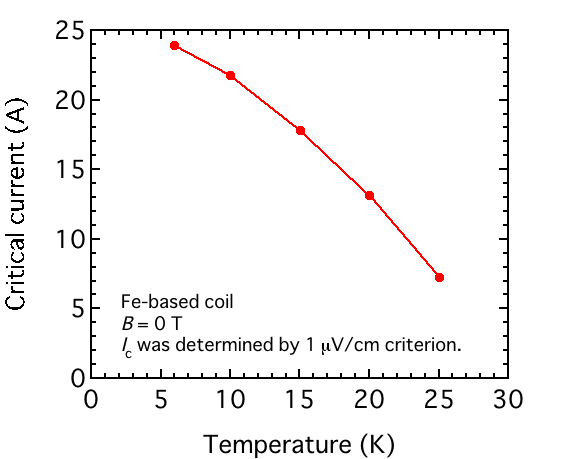 25
20
15
10
5
0
Critical current (A)
Fe-based coil
B = 0 T
Ic was determined by 1 μV/cm criterion.
0 5 10 15 20 25 30
Temperature (K)